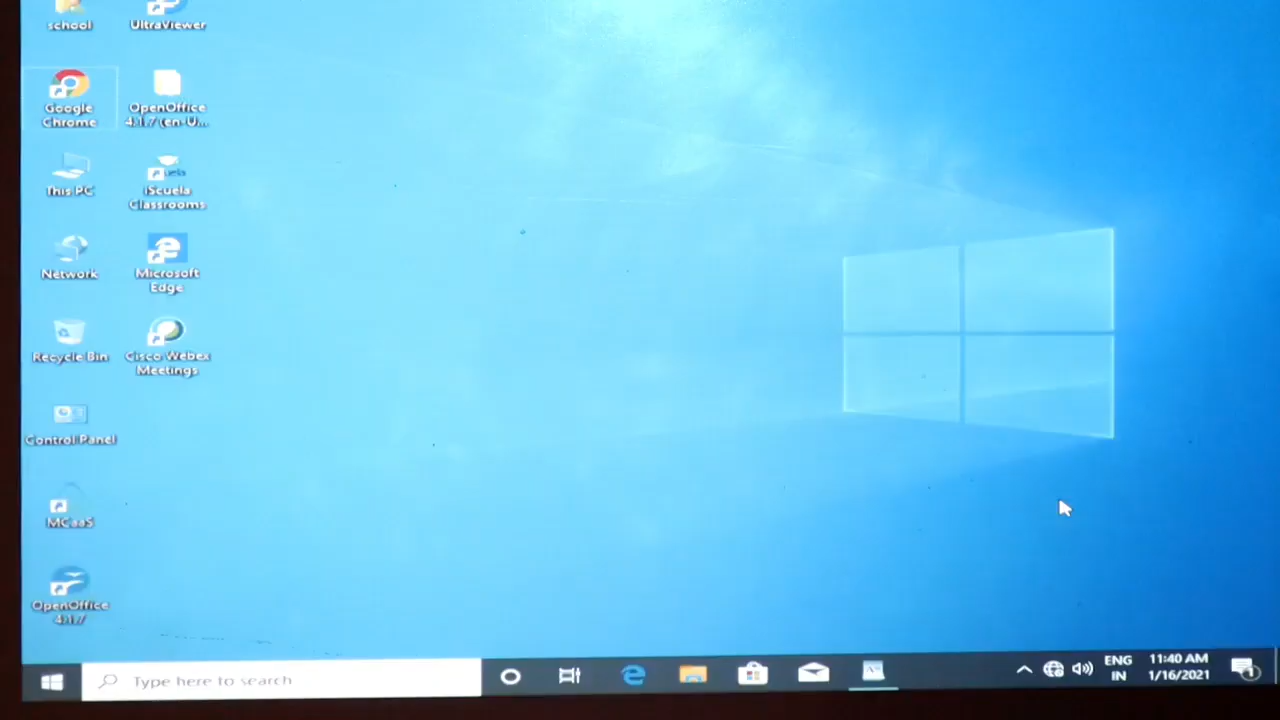 school
UltraViewer
Google
Chrome
OpenOffice
4.1.7 (en-U...
This PC
iScuela
Classrooms
Network
Microsoft
Edge
Recycle Bin
Cisco Webex
Meetings
Control Panel
MCaaS
OpenOffice
4.1.7
Type here to search
ENG
IN
11:40 AM
1/16/2021
1